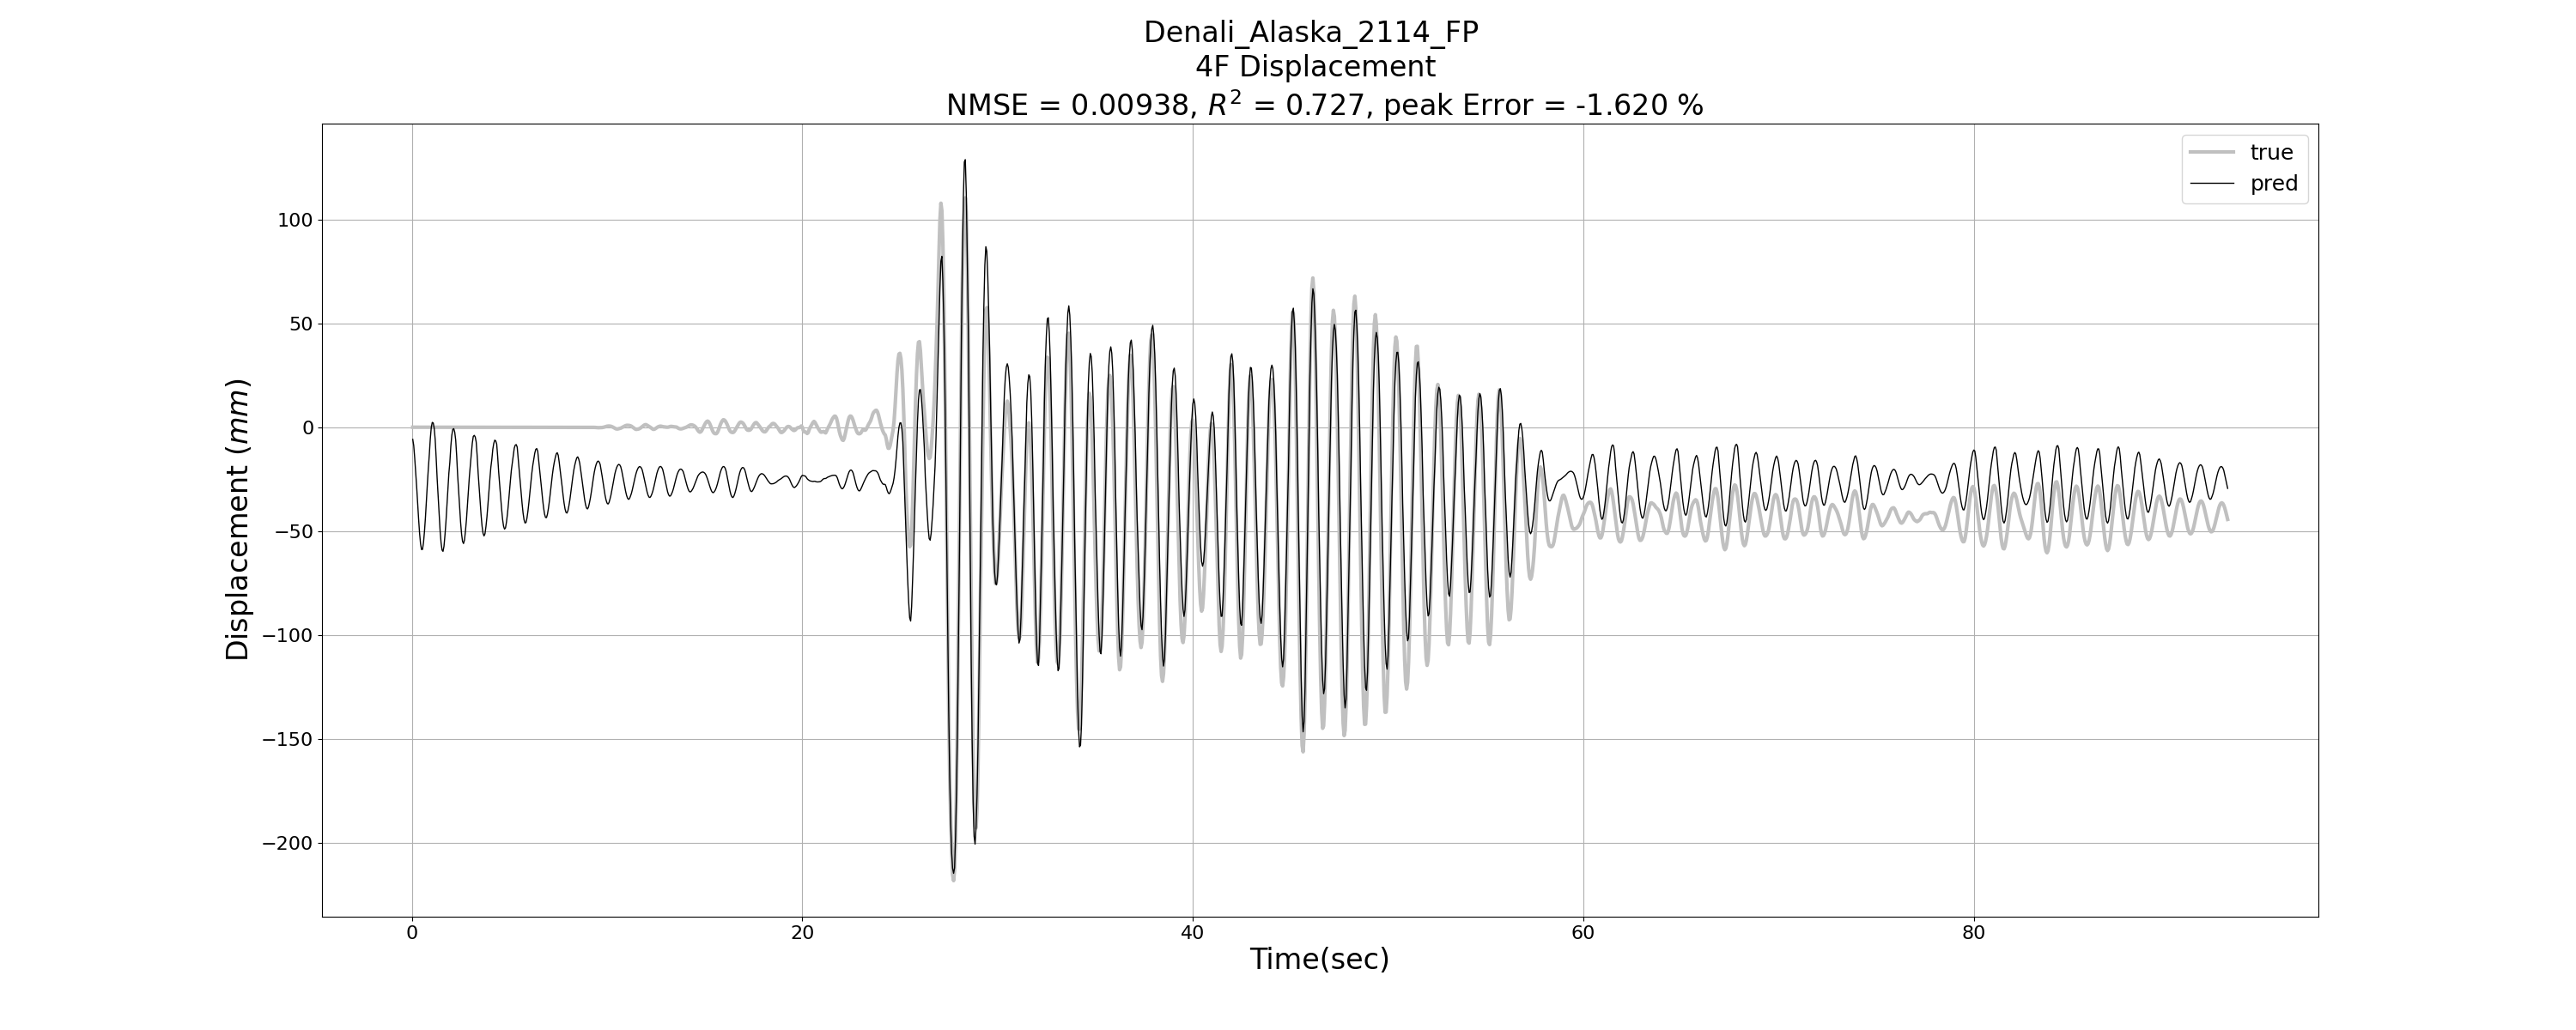 Denali_Alaska_2114_FP
4F Displacement
NMSE = 0.00938, R² = 0.727, peak Error = -1.620 %
true
pred
100
50
0
−50
−100
−150
−200
Displacement (mm)
0 20 40 60 80
Time(sec)